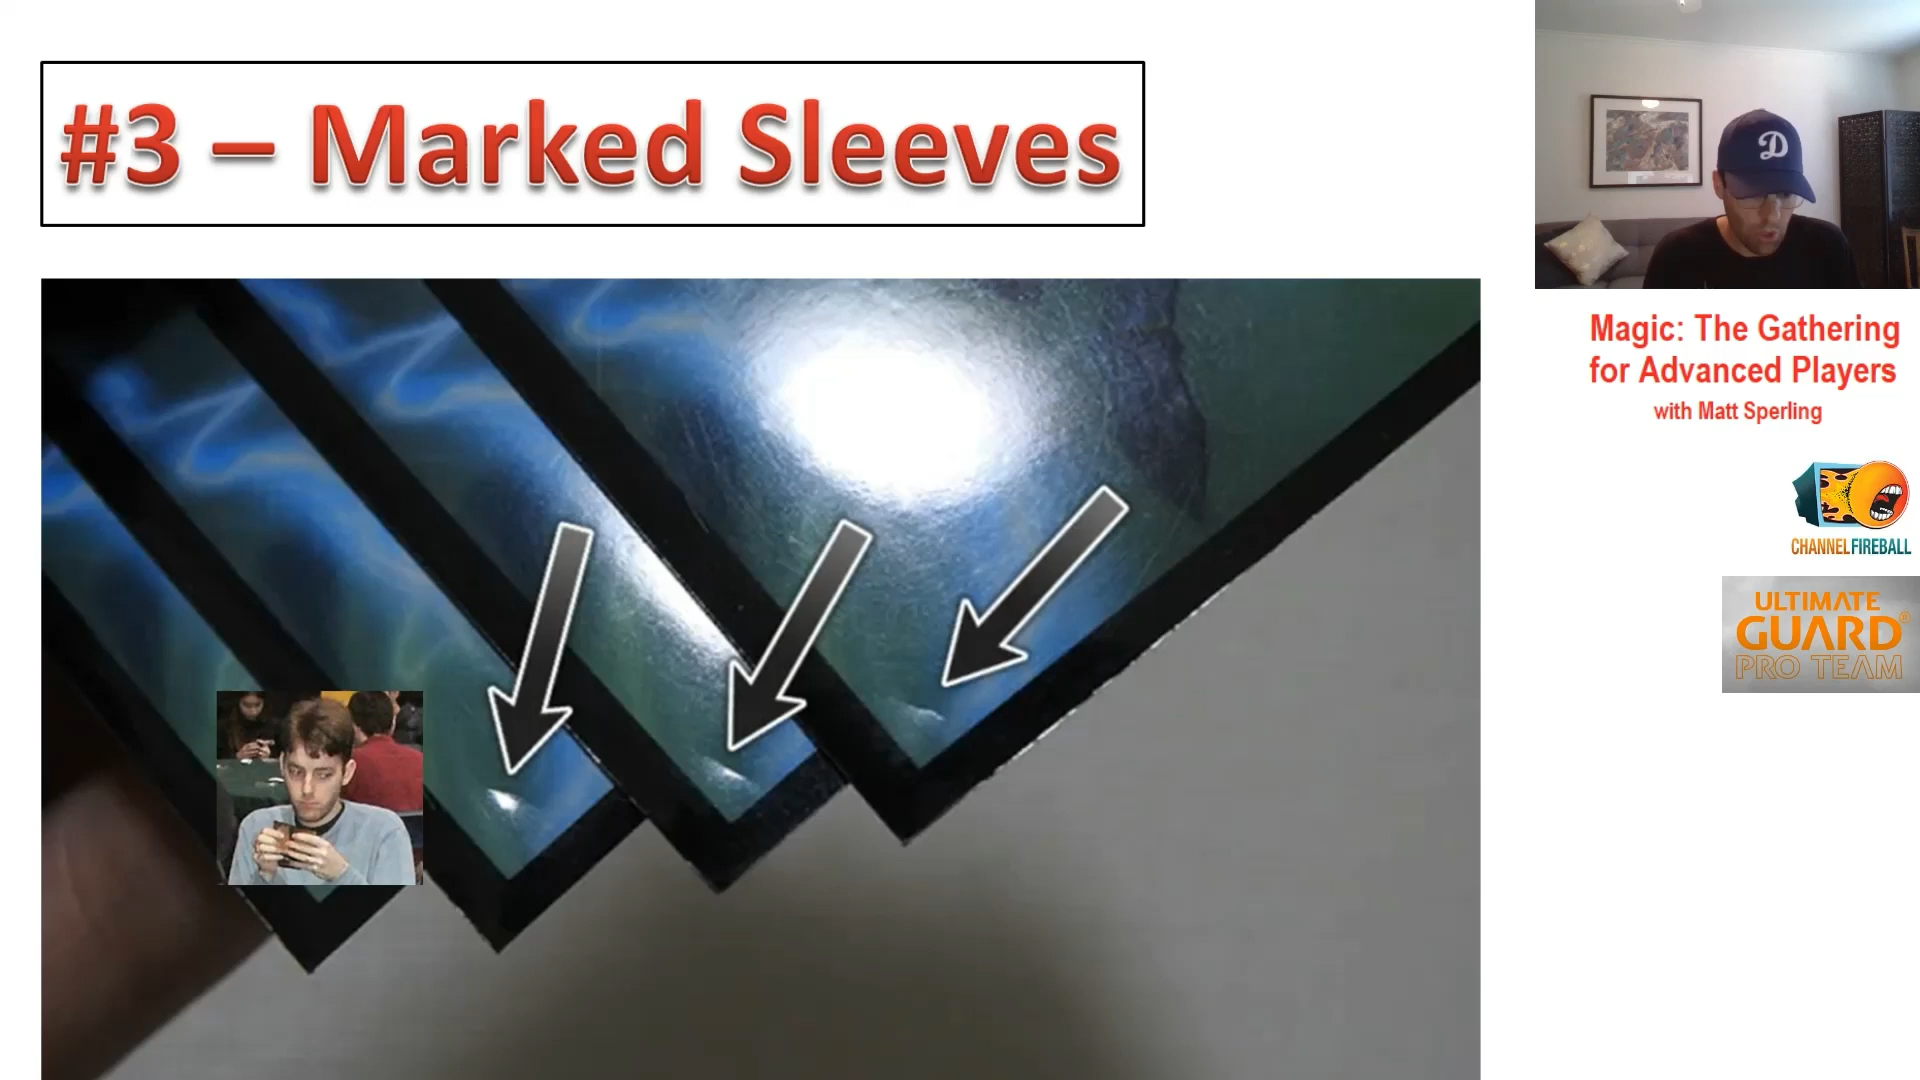 #3 – Marked Sleeves
D
Magic: The Gathering
for Advanced Players
with Matt Sperling
CHANNELFIREBALL
ULTIMATE
GUARD®
PRO TEAM